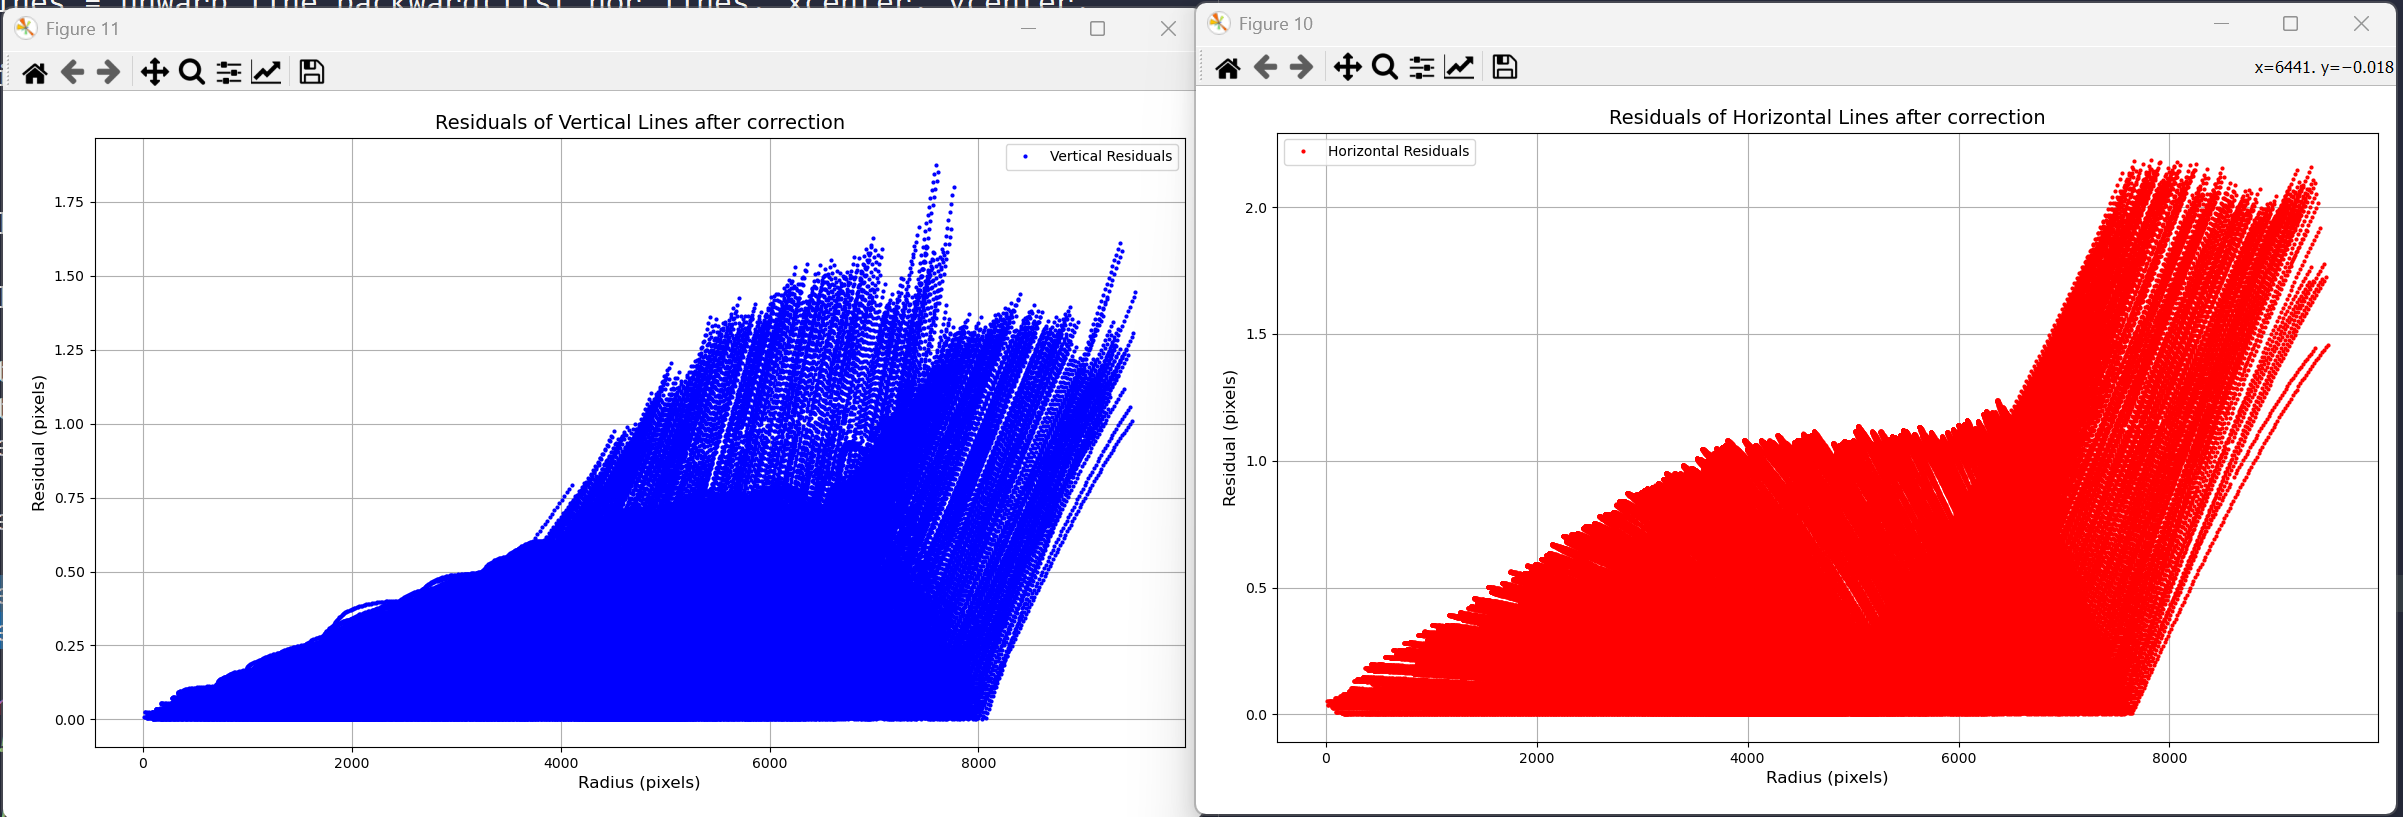 Figure 11
Residuals of Vertical Lines after correction
Vertical Residuals
Residual (pixels)
1.75
1.50
1.25
1.00
0.75
0.50
0.25
0.00
0
2000
4000
6000
8000
Radius (pixels)
Figure 10
x=6441. y=−0.018
Residuals of Horizontal Lines after correction
Horizontal Residuals
Residual (pixels)
2.0
1.5
1.0
0.5
0.0
0
2000
4000
6000
8000
Radius (pixels)